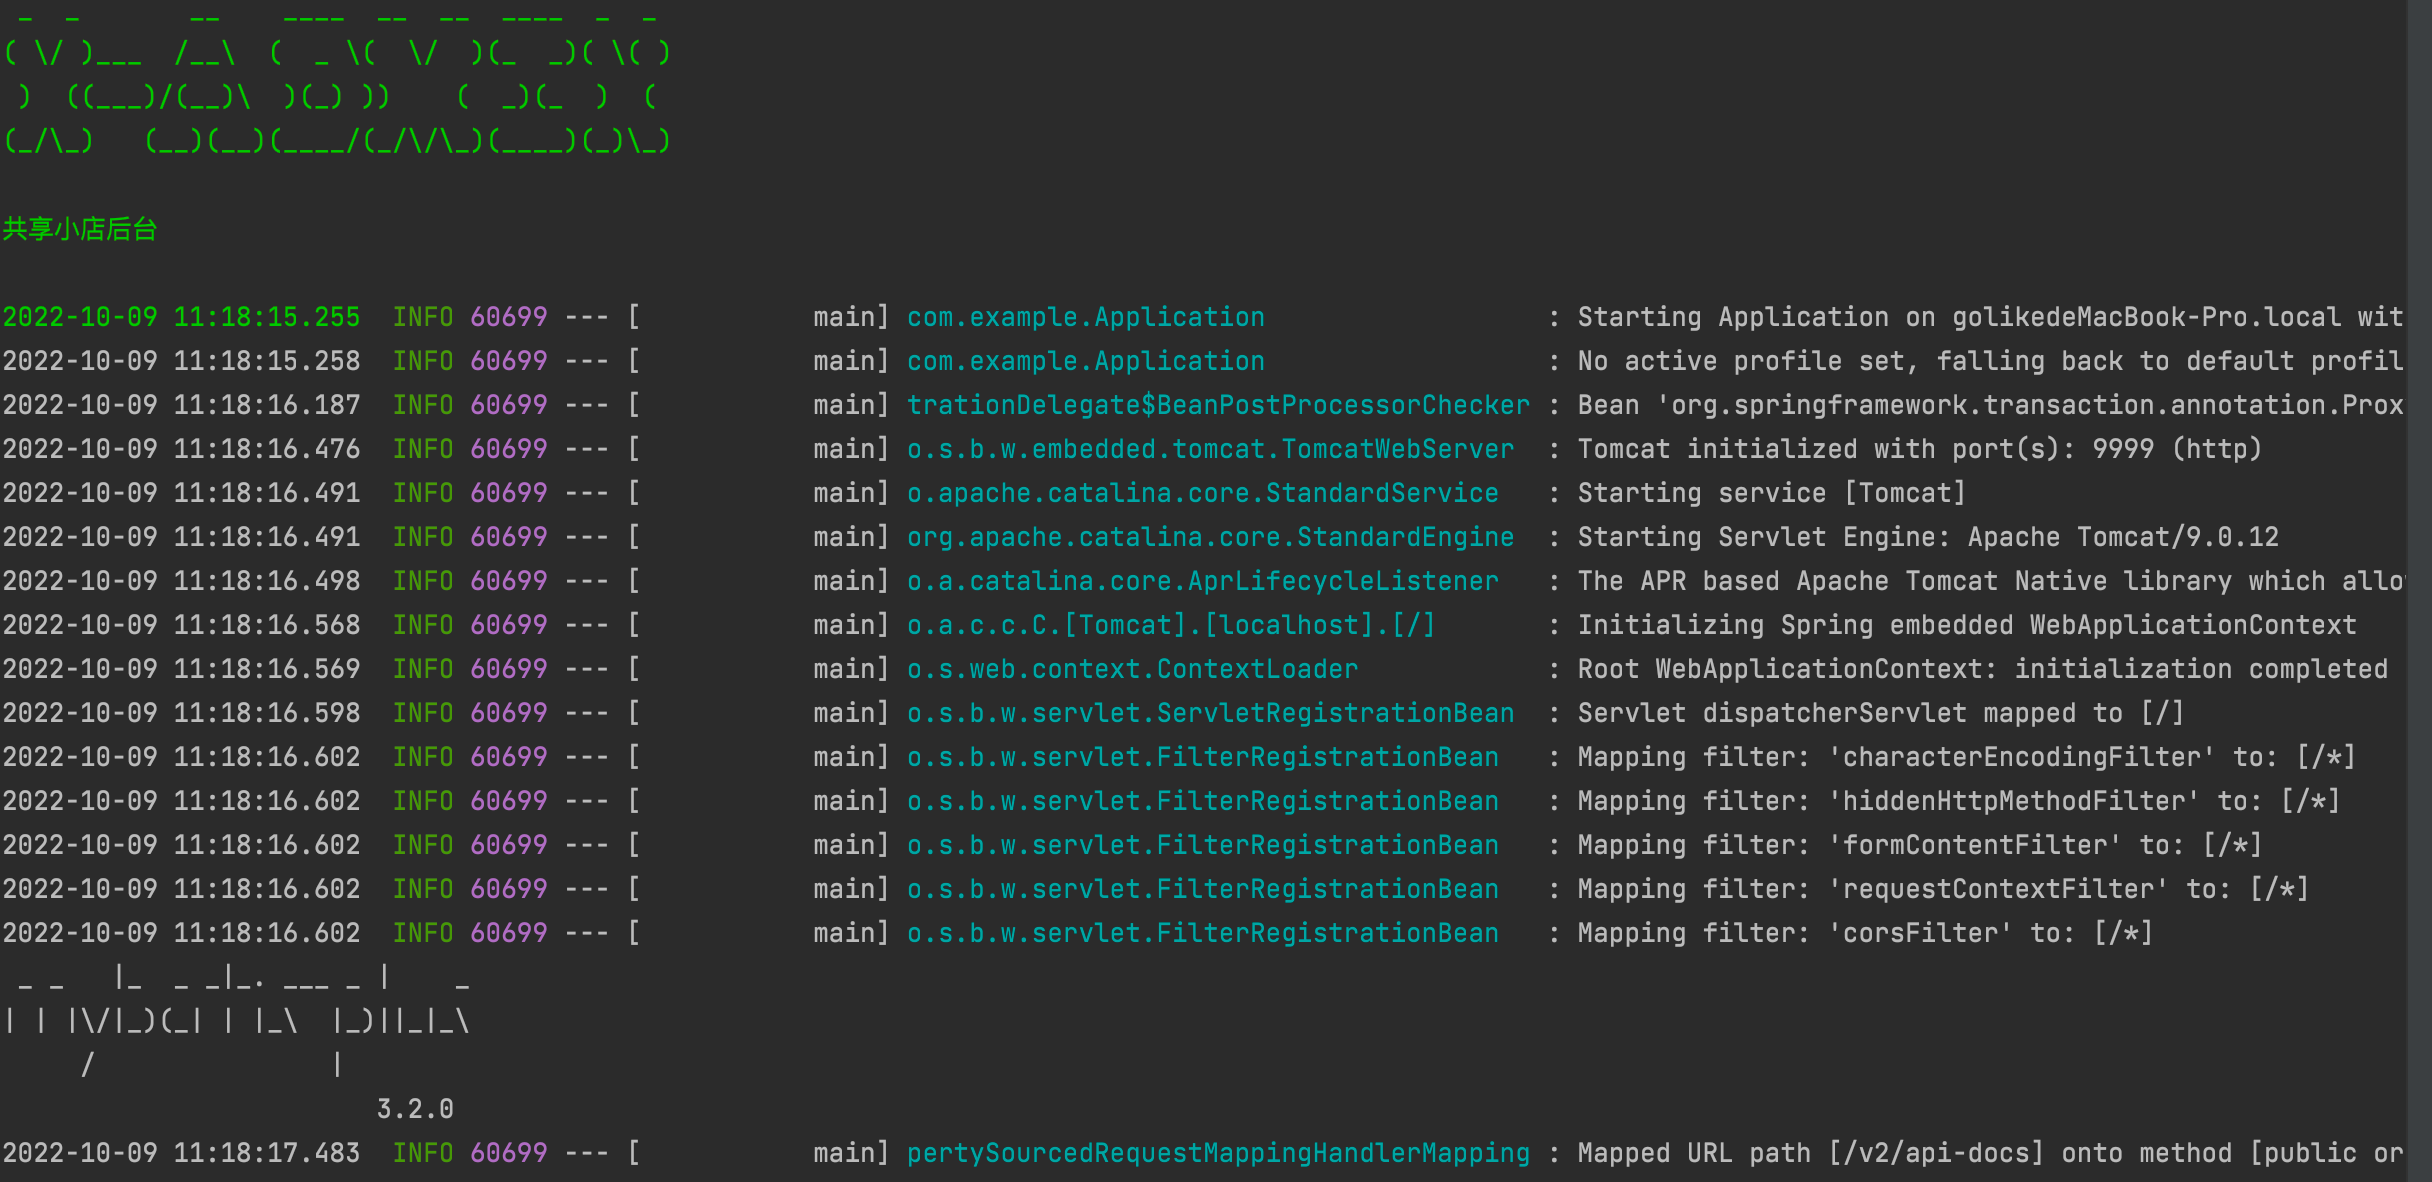 _  _       __    ____  __  __  ____  _  _
( \/ )___  /__\  (  _ \(  \/  )(_  _)( \( )
 )  ((___)/(__)\  )(_) ))    (  _)(_  )  (
(_/\_)   (__)(__)(____/(_/\/\_)(____)(_)\_)
共享小店后台
2022-10-09 11:18:15.255  INFO 60699 --- [           main] com.example.Application                  : Starting Application on golikedeMacBook-Pro.local wit
2022-10-09 11:18:15.258  INFO 60699 --- [           main] com.example.Application                  : No active profile set, falling back to default profil
2022-10-09 11:18:16.187  INFO 60699 --- [           main] trationDelegate$BeanPostProcessorChecker : Bean 'org.springframework.transaction.annotation.Prox
2022-10-09 11:18:16.476  INFO 60699 --- [           main] o.s.b.w.embedded.tomcat.TomcatWebServer  : Tomcat initialized with port(s): 9999 (http)
2022-10-09 11:18:16.491  INFO 60699 --- [           main] o.apache.catalina.core.StandardService   : Starting service [Tomcat]
2022-10-09 11:18:16.491  INFO 60699 --- [           main] org.apache.catalina.core.StandardEngine  : Starting Servlet Engine: Apache Tomcat/9.0.12
2022-10-09 11:18:16.498  INFO 60699 --- [           main] o.a.catalina.core.AprLifecycleListener   : The APR based Apache Tomcat Native library which allo
2022-10-09 11:18:16.568  INFO 60699 --- [           main] o.a.c.c.C.[Tomcat].[localhost].[/]       : Initializing Spring embedded WebApplicationContext
2022-10-09 11:18:16.569  INFO 60699 --- [           main] o.s.web.context.ContextLoader            : Root WebApplicationContext: initialization completed
2022-10-09 11:18:16.598  INFO 60699 --- [           main] o.s.b.w.servlet.ServletRegistrationBean  : Servlet dispatcherServlet mapped to [/]
2022-10-09 11:18:16.602  INFO 60699 --- [           main] o.s.b.w.servlet.FilterRegistrationBean   : Mapping filter: 'characterEncodingFilter' to: [/*]
2022-10-09 11:18:16.602  INFO 60699 --- [           main] o.s.b.w.servlet.FilterRegistrationBean   : Mapping filter: 'hiddenHttpMethodFilter' to: [/*]
2022-10-09 11:18:16.602  INFO 60699 --- [           main] o.s.b.w.servlet.FilterRegistrationBean   : Mapping filter: 'formContentFilter' to: [/*]
2022-10-09 11:18:16.602  INFO 60699 --- [           main] o.s.b.w.servlet.FilterRegistrationBean   : Mapping filter: 'requestContextFilter' to: [/*]
2022-10-09 11:18:16.602  INFO 60699 --- [           main] o.s.b.w.servlet.FilterRegistrationBean   : Mapping filter: 'corsFilter' to: [/*]
 _ _   |_  _ _|_. ___ _ |    _
| | |\/|_)(_| | |_\  |_)||_|_\
     /               |
                        3.2.0
2022-10-09 11:18:17.483  INFO 60699 --- [           main] pertySourcedRequestMappingHandlerMapping : Mapped URL path [/v2/api-docs] onto method [public or